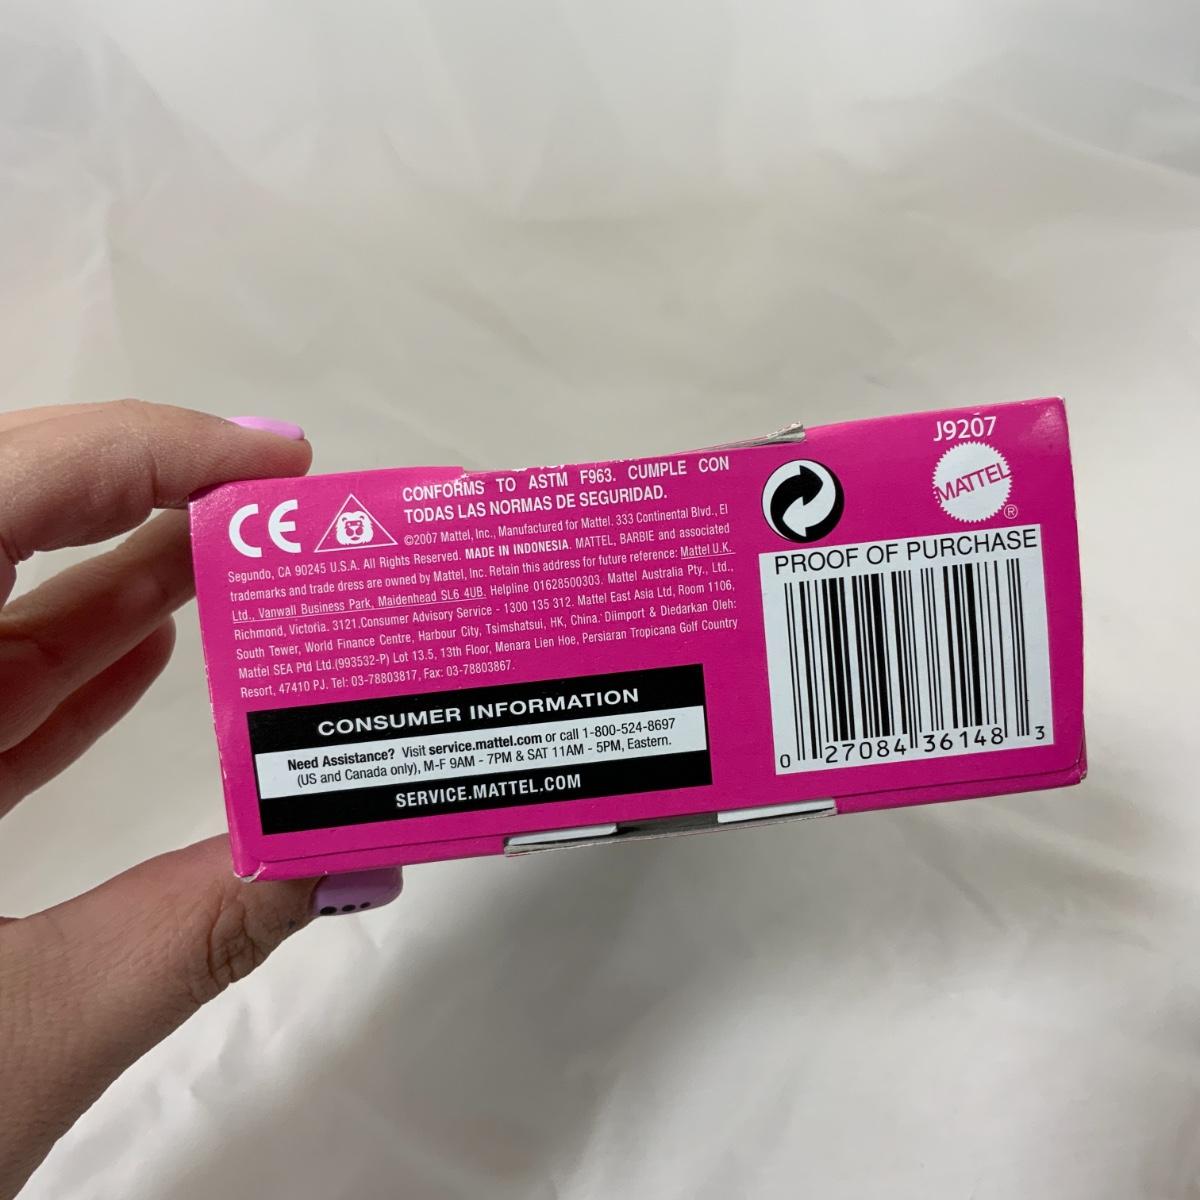 CE
CONFORMS TO ASTM F963. CUMPLE CON
TODAS LAS NORMAS DE SEGURIDAD.
©2007 Mattel, Inc., Manufactured for Mattel. 333 Continental Blvd., El
Segundo, CA 90245 U.S.A. All Rights Reserved. MADE IN INDONESIA. MATTEL, BARBIE and associated
trademarks and trade dress are owned by Mattel, Inc. Retain this address for future reference: Mattel U.K.
Ltd., Vanwall Business Park, Maidenhead SL6 4UB. Helpline 01628500303. Mattel Australia Pty., Ltd.,
Richmond, Victoria. 3121.Consumer Advisory Service - 1300 135 312. Mattel East Asia Ltd, Room 1106,
South Tower, World Finance Centre, Harbour City, Tsimshatsui, HK, China. Diimport & Diedarkan Oleh:
Mattel SEA Ptd Ltd.(993532-P) Lot 13.5, 13th Floor, Menara Lien Hoe, Persiaran Tropicana Golf Country
Resort, 47410 PJ. Tel: 03-78803817, Fax: 03-78803867.
CONSUMER INFORMATION
Need Assistance? Visit service.mattel.com or call 1-800-524-8697
(US and Canada only), M-F 9AM - 7PM & SAT 11AM - 5PM, Eastern.
SERVICE.MATTEL.COM
J9207
MATTEL
®
PROOF OF PURCHASE
0 27084 36148 3